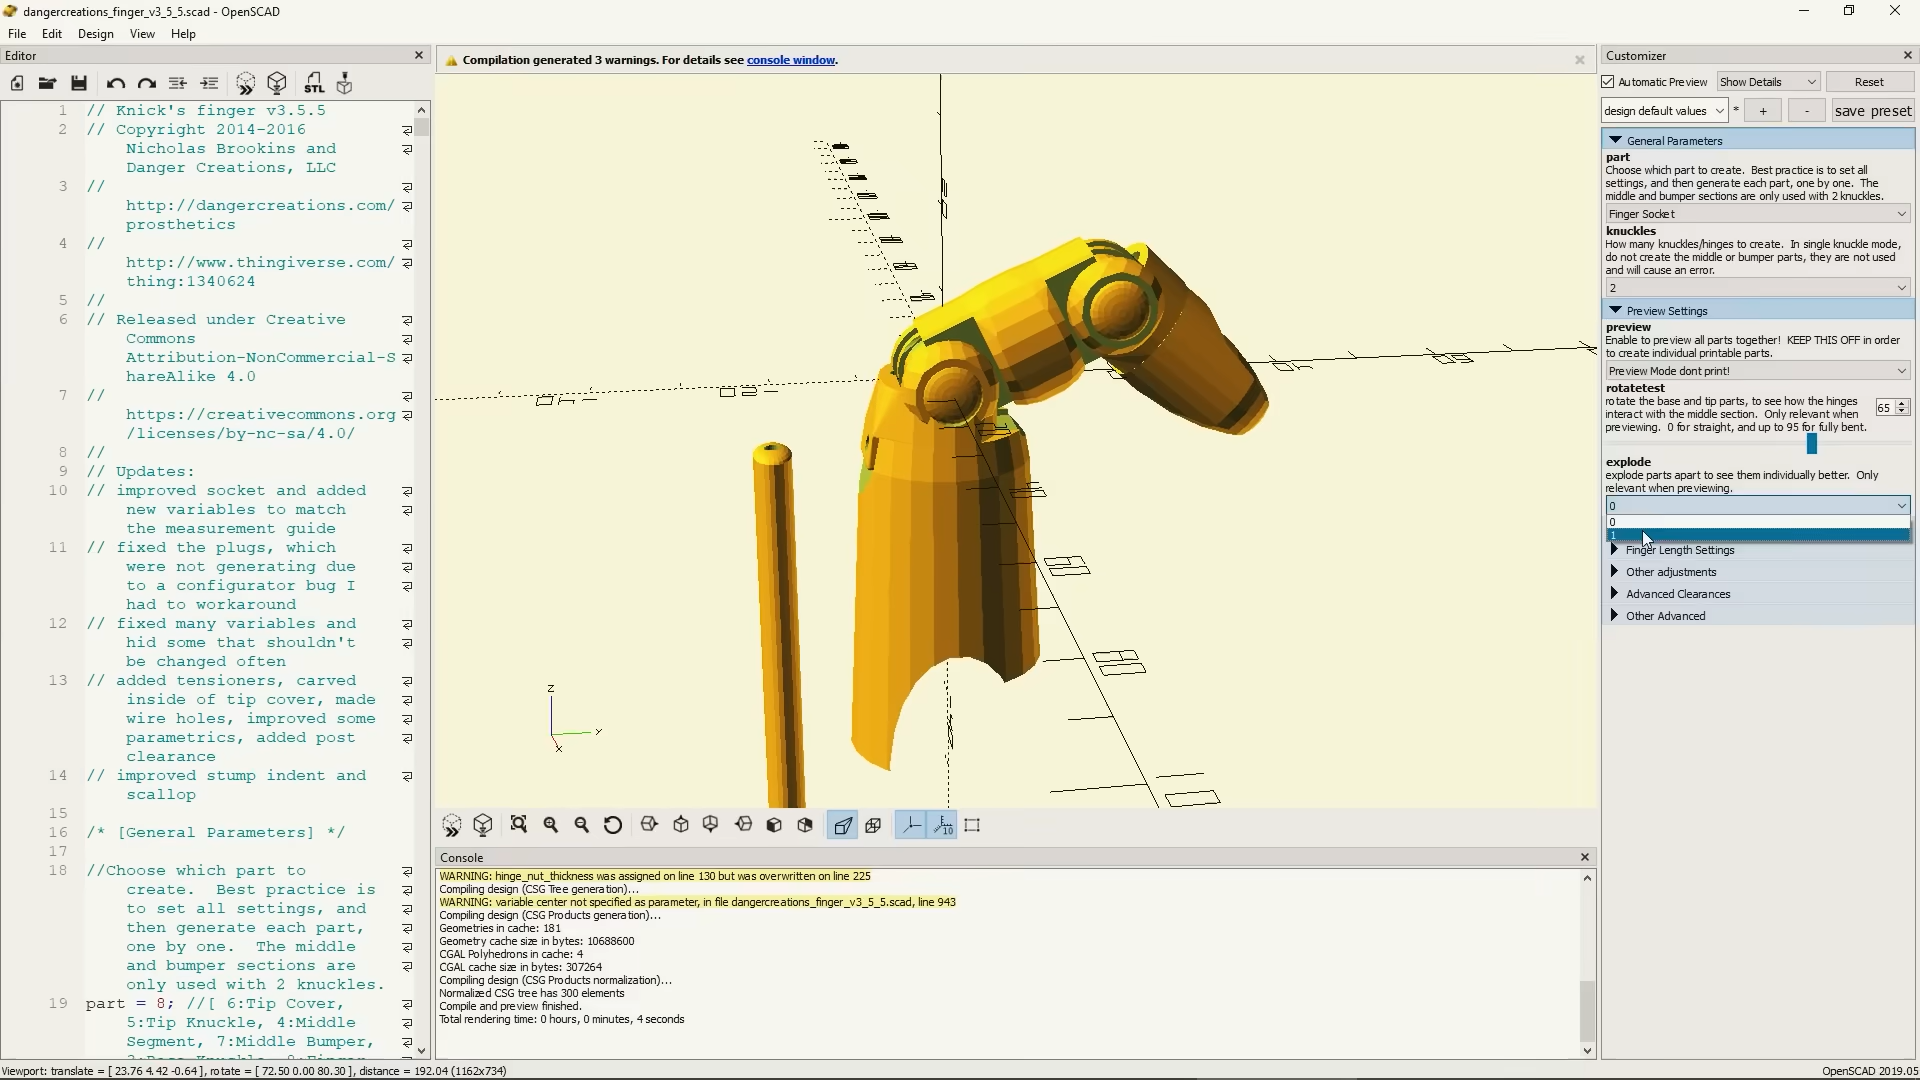 dangercreations_finger_v3_5_5.scad - OpenSCAD
File Edit Design View Help
Editor
STL
1 // Knick's finger v3.5.5
2 // Copyright 2014-2016
Nicholas Brookins and
Danger Creations, LLC
3 //
http://dangercreations.com/
prosthetics
4 //
http://www.thingiverse.com/
thing:1340624
5 //
6 // Released under Creative
Commons
Attribution-NonCommercial-S
hareAlike 4.0
7 //
https://creativecommons.org
/licenses/by-nc-sa/4.0/
8 //
9 // Updates:
10 // improved socket and added
new variables to match
the measurement guide
11 // fixed the plugs, which
were not generating due
to a configurator bug I
had to workaround
12 // fixed many variables and
hid some that shouldn't
be changed often
13 // added tensioners, carved
inside of tip cover, made
wire holes, improved some
parametrics, added post
clearance
14 // improved stump indent and
scallop
15
16 /* [General Parameters] */
17
18 //Choose which part to
create.  Best practice is
to set all settings, and
then generate each part,
one by one.  The middle
and bumper sections are
only used with 2 knuckles.
19 part = 8; //[ 6:Tip Cover,
5:Tip Knuckle, 4:Middle
Segment, 7:Middle Bumper,
Compilation generated 3 warnings. For details see console window.
Z
Y
X
10
Console
WARNING: hinge_nut_thickness was assigned on line 130 but was overwritten on line 225
Compiling design (CSG Tree generation)...
WARNING: variable center not specified as parameter, in file dangercreations_finger_v3_5_5.scad, line 943
Compiling design (CSG Products generation)...
Geometries in cache: 181
Geometry cache size in bytes: 10688600
CGAL Polyhedrons in cache: 4
CGAL cache size in bytes: 307264
Compiling design (CSG Products normalization)...
Normalized CSG tree has 300 elements
Compile and preview finished.
Total rendering time: 0 hours, 0 minutes, 4 seconds
Customizer
Automatic Preview Show Details Reset
design default values * + - save preset
General Parameters
part
Choose which part to create.  Best practice is to set all
settings, and then generate each part, one by one.  The
middle and bumper sections are only used with 2 knuckles.
Finger Socket
knuckles
How many knuckles/hinges to create.  In single knuckle mode,
do not create the middle or bumper parts, they are not used
and will cause an error.
2
Preview Settings
preview
Enable to preview all parts together!  KEEP THIS OFF in order
to create individual printable parts.
Preview Mode dont print!
rotatetest
rotate the base and tip parts, to see how the hinges
interact with the middle section.  Only relevant when
previewing.  0 for straight, and up to 95 for fully bent.
65
explode
explode parts apart to see them individually better.  Only
relevant when previewing.
0
0
1
Finger Length Settings
Other adjustments
Advanced Clearances
Other Advanced
Viewport: translate = [ 23.76 4.42 -0.64 ], rotate = [ 72.50 0.00 80.30 ], distance = 192.04 (1162x734)
OpenSCAD 2019.05